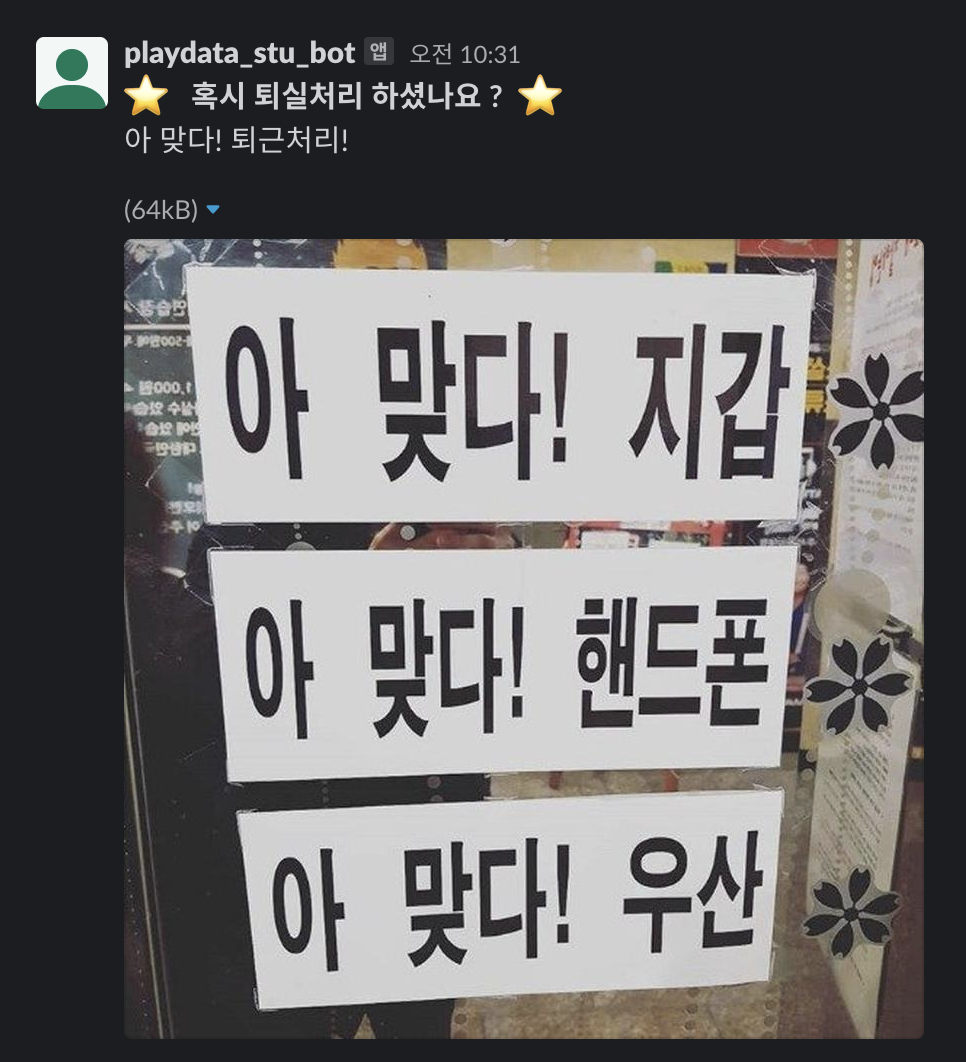 playdata_stu_bot 앱 오전 10:31
혹시 퇴실처리 하셨나요 ?
아 맞다! 퇴근처리!
(64kB)
아 맞다! 지갑
아 맞다! 핸드폰
아 맞다! 우산